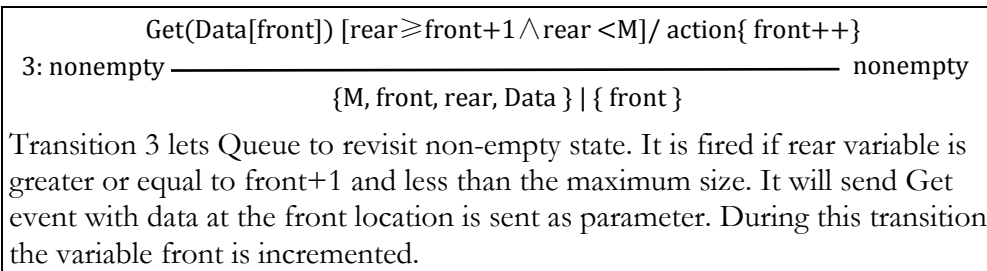 Get(Data[front]) [rear≥front+1∧rear <M]/ action{ front++}
3: nonempty nonempty
{M, front, rear, Data } | { front }
Transition 3 lets Queue to revisit non-empty state. It is fired if rear variable is
greater or equal to front+1 and less than the maximum size. It will send Get
event with data at the front location is sent as parameter. During this transition
the variable front is incremented.